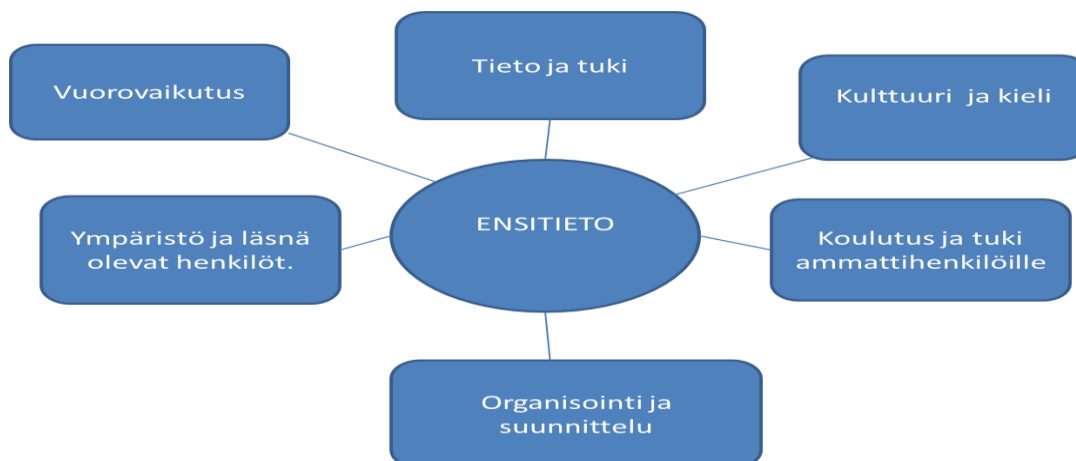 Tieto ja tuki
Vuorovaikutus
Kulttuuri ja kieli
ENSITIETO
Ympäristö ja läsnä
olevat henkilöt.
Koulutus ja tuki
ammattihenkilöille
Organisointi ja
suunnittelu